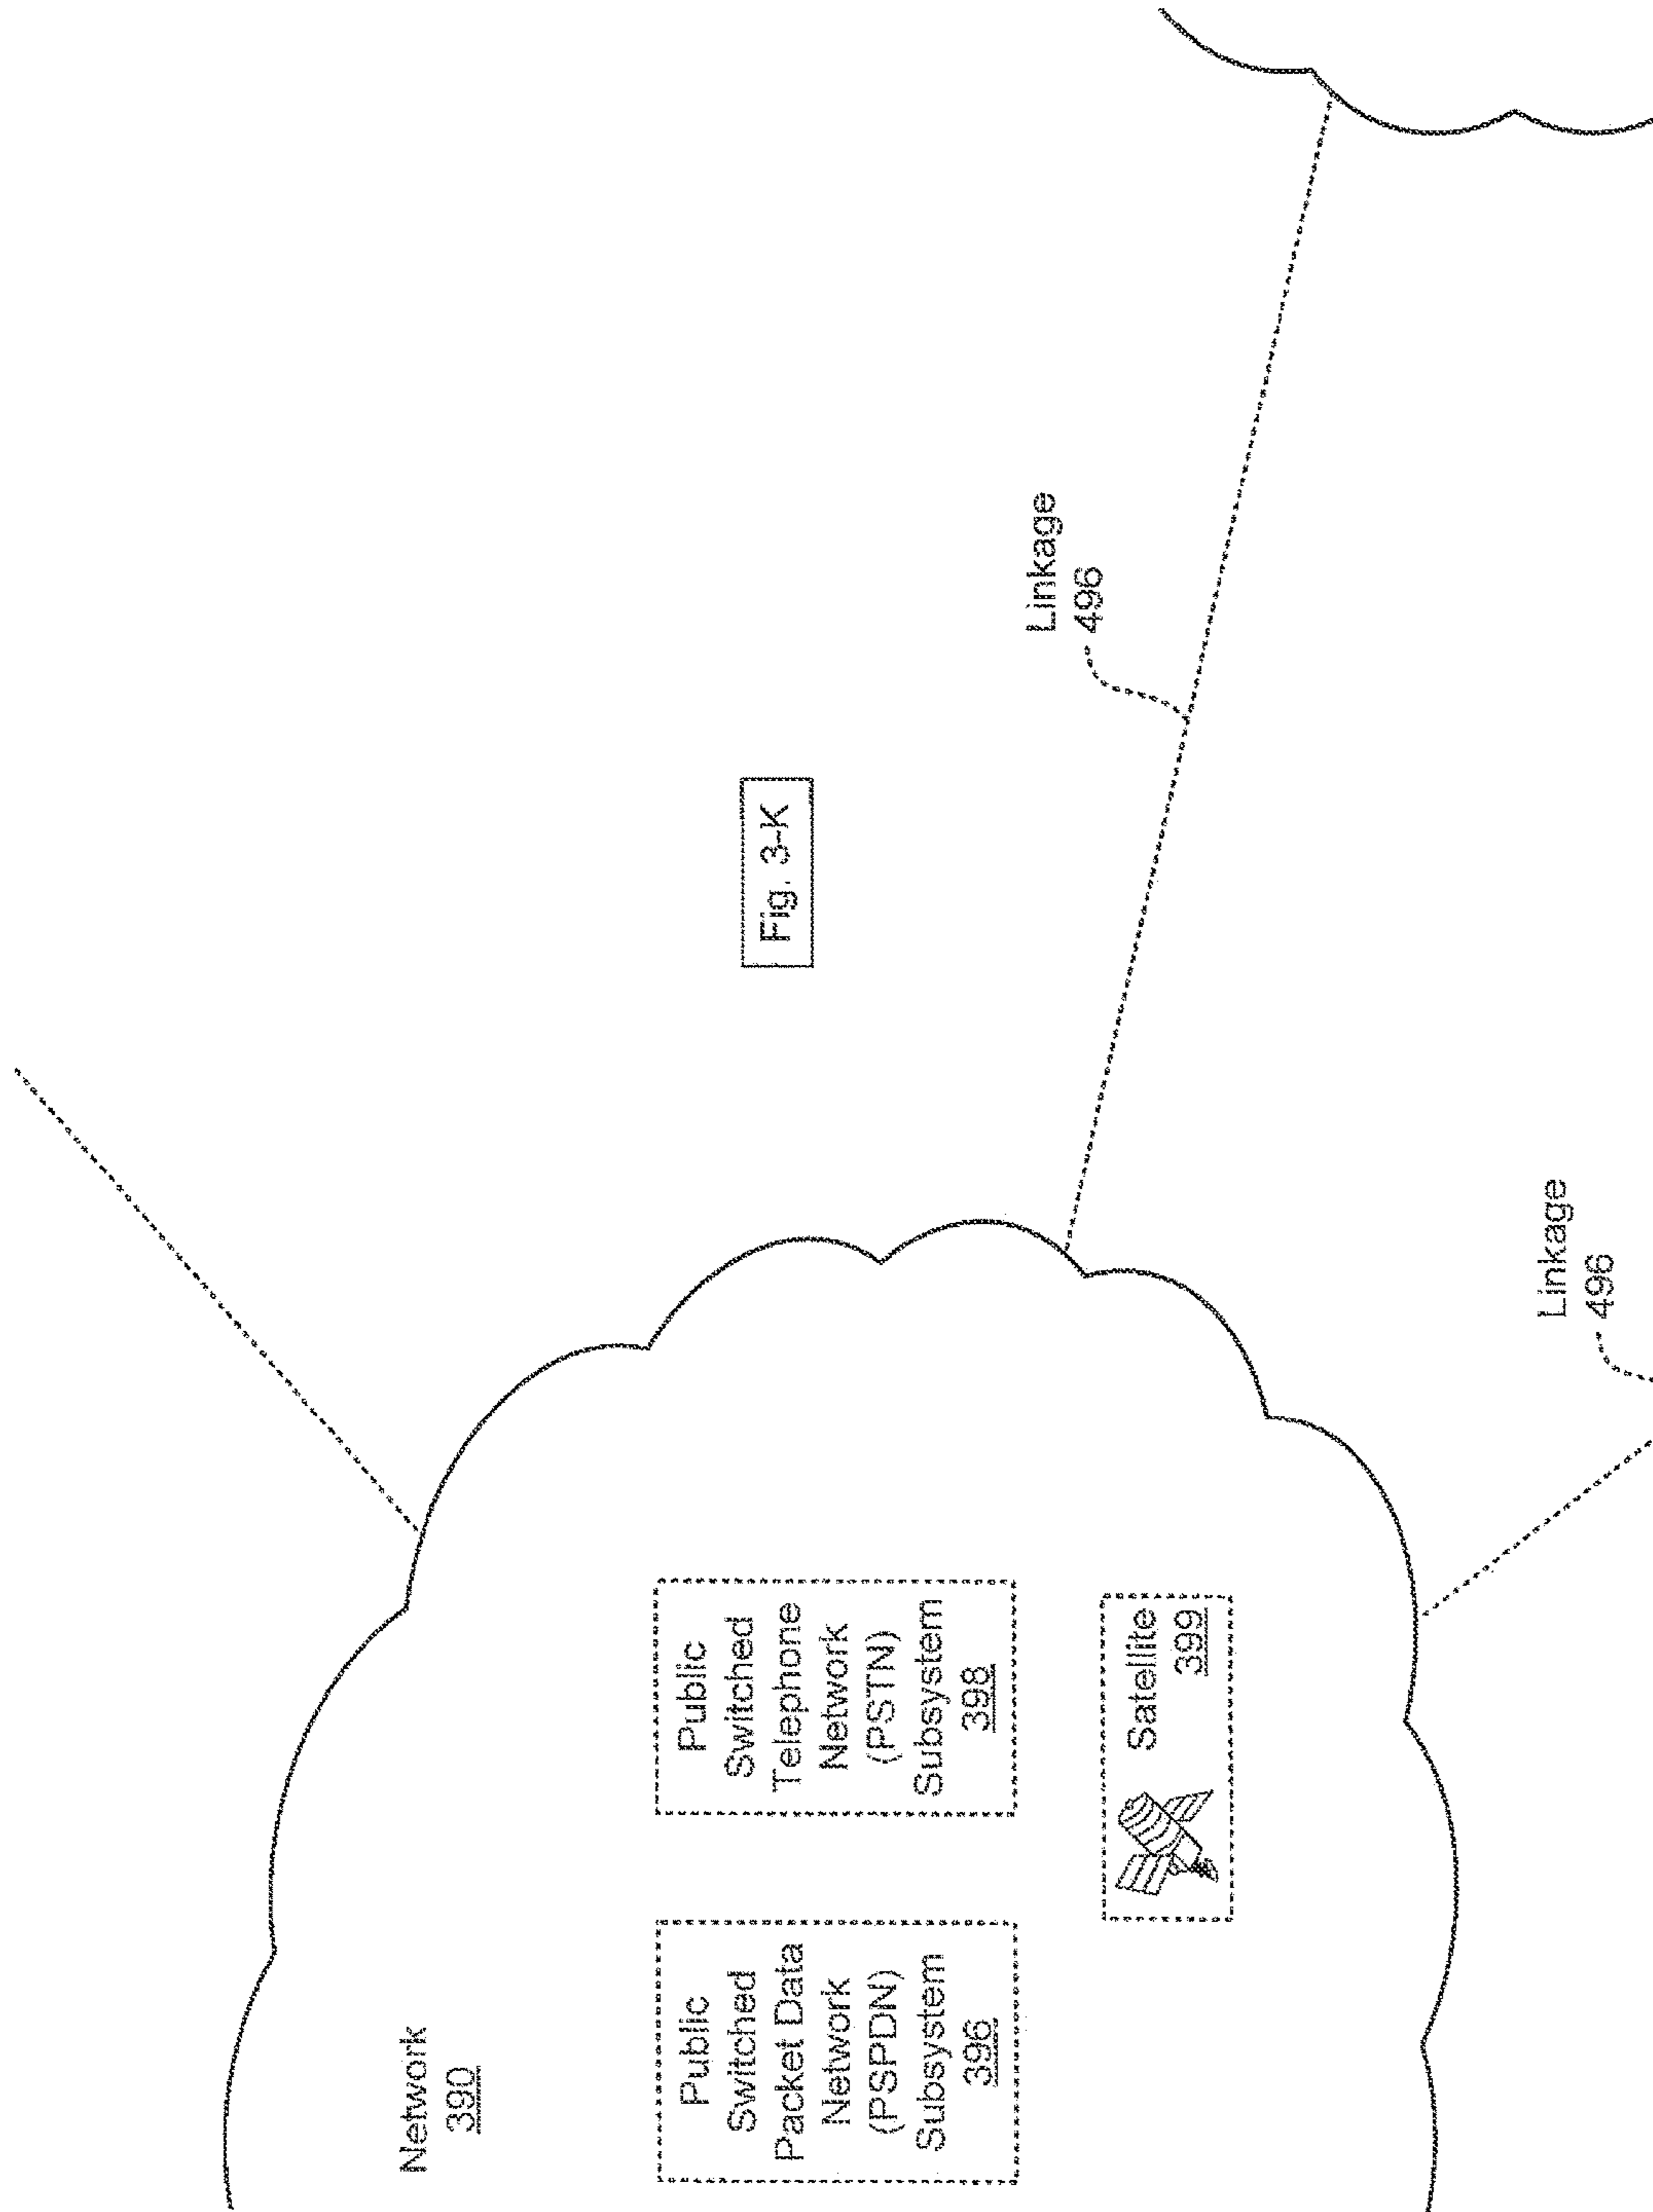 Network
390
Public
Switched
Packet Data
Network
(PSPDN)
Subsystem
396
Public
Switched
Telephone
Network
(PSTN)
Subsystem
398
Satellite
399
Fig. 3-K
Linkage
496
Linkage
496